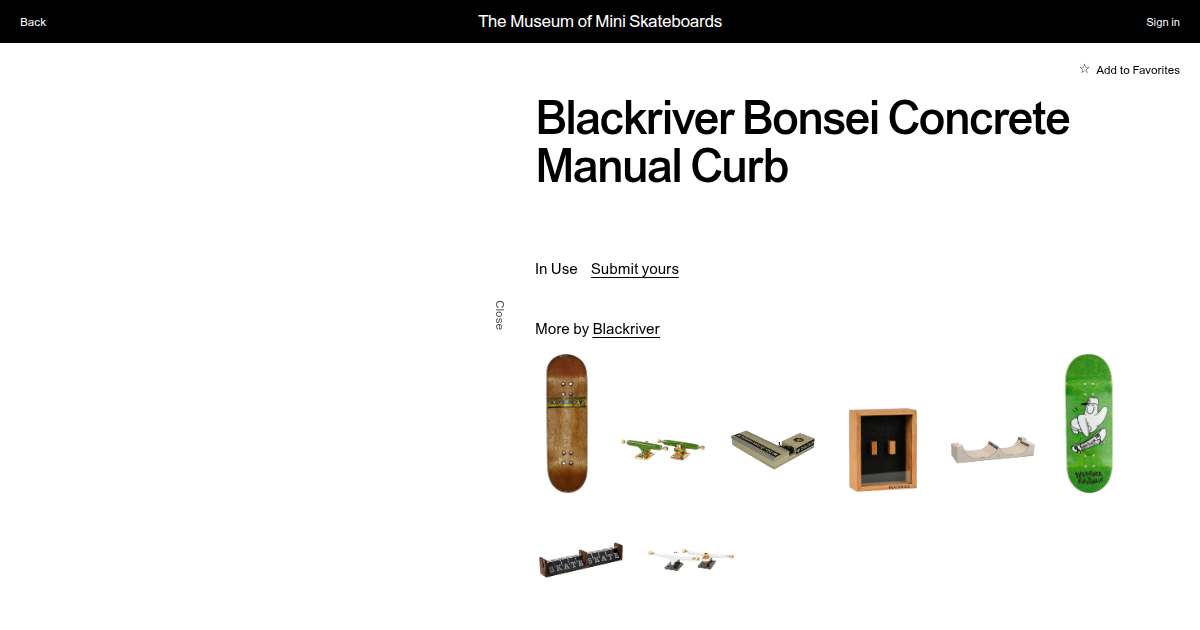 Back
The Museum of Mini Skateboards
Sign in
☆ Add to Favorites
Blackriver Bonsei Concrete
Manual Curb
In Use Submit yours
Close
More by Blackriver
SKATE SKATE